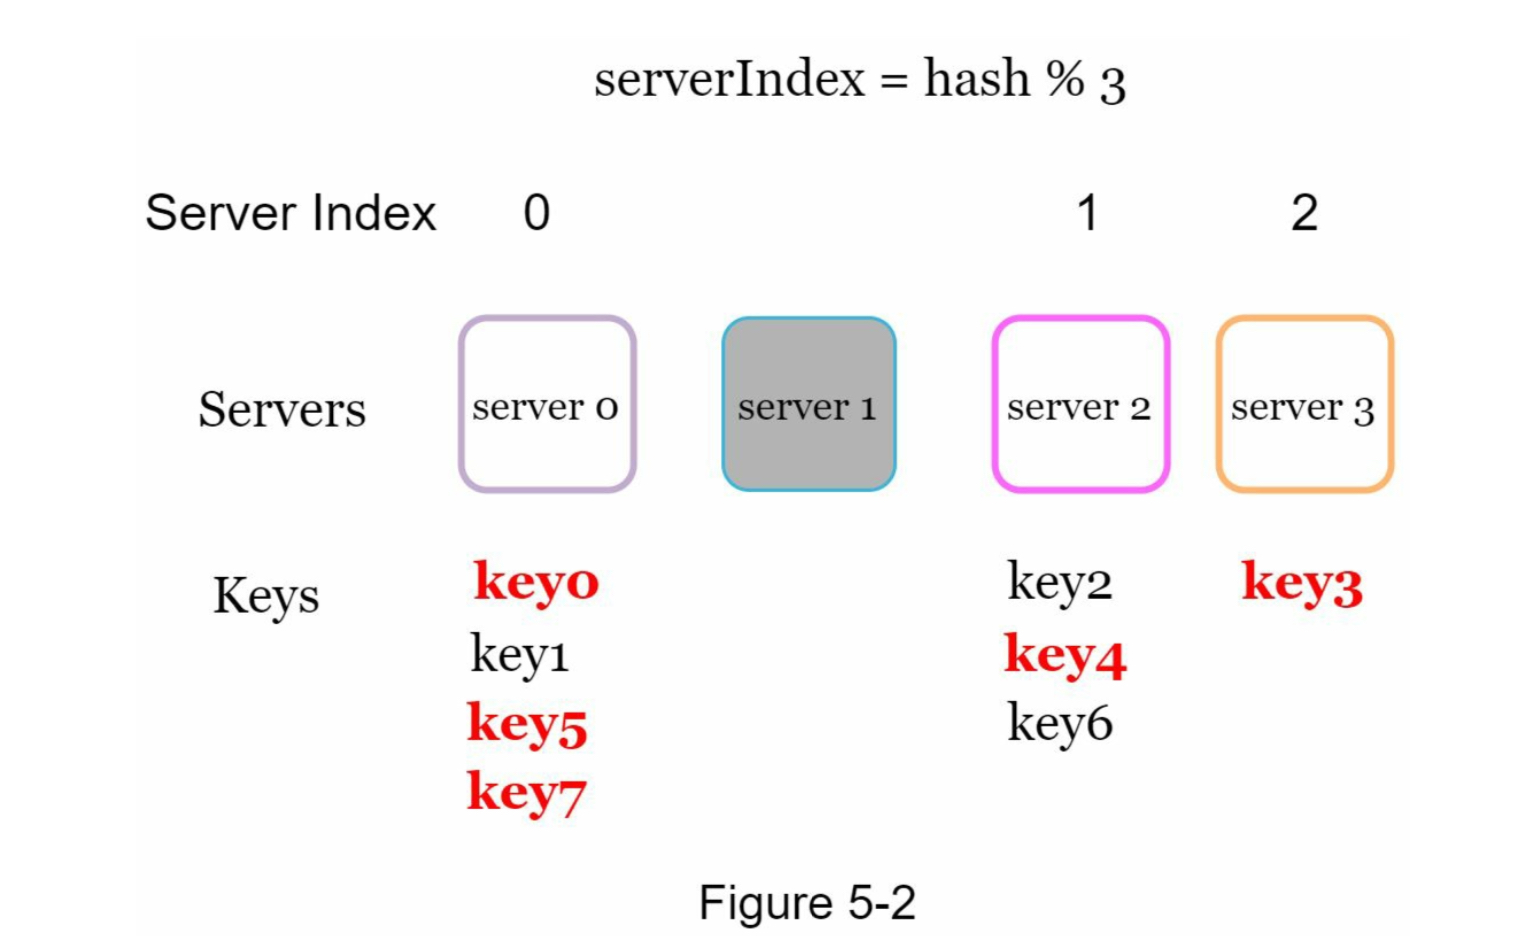 serverIndex = hash % 3
Server Index 0 1 2
Servers server 0 server 1 server 2 server 3
Keys key0 key2 key3
key1 key4
key5 key6
key7
Figure 5-2